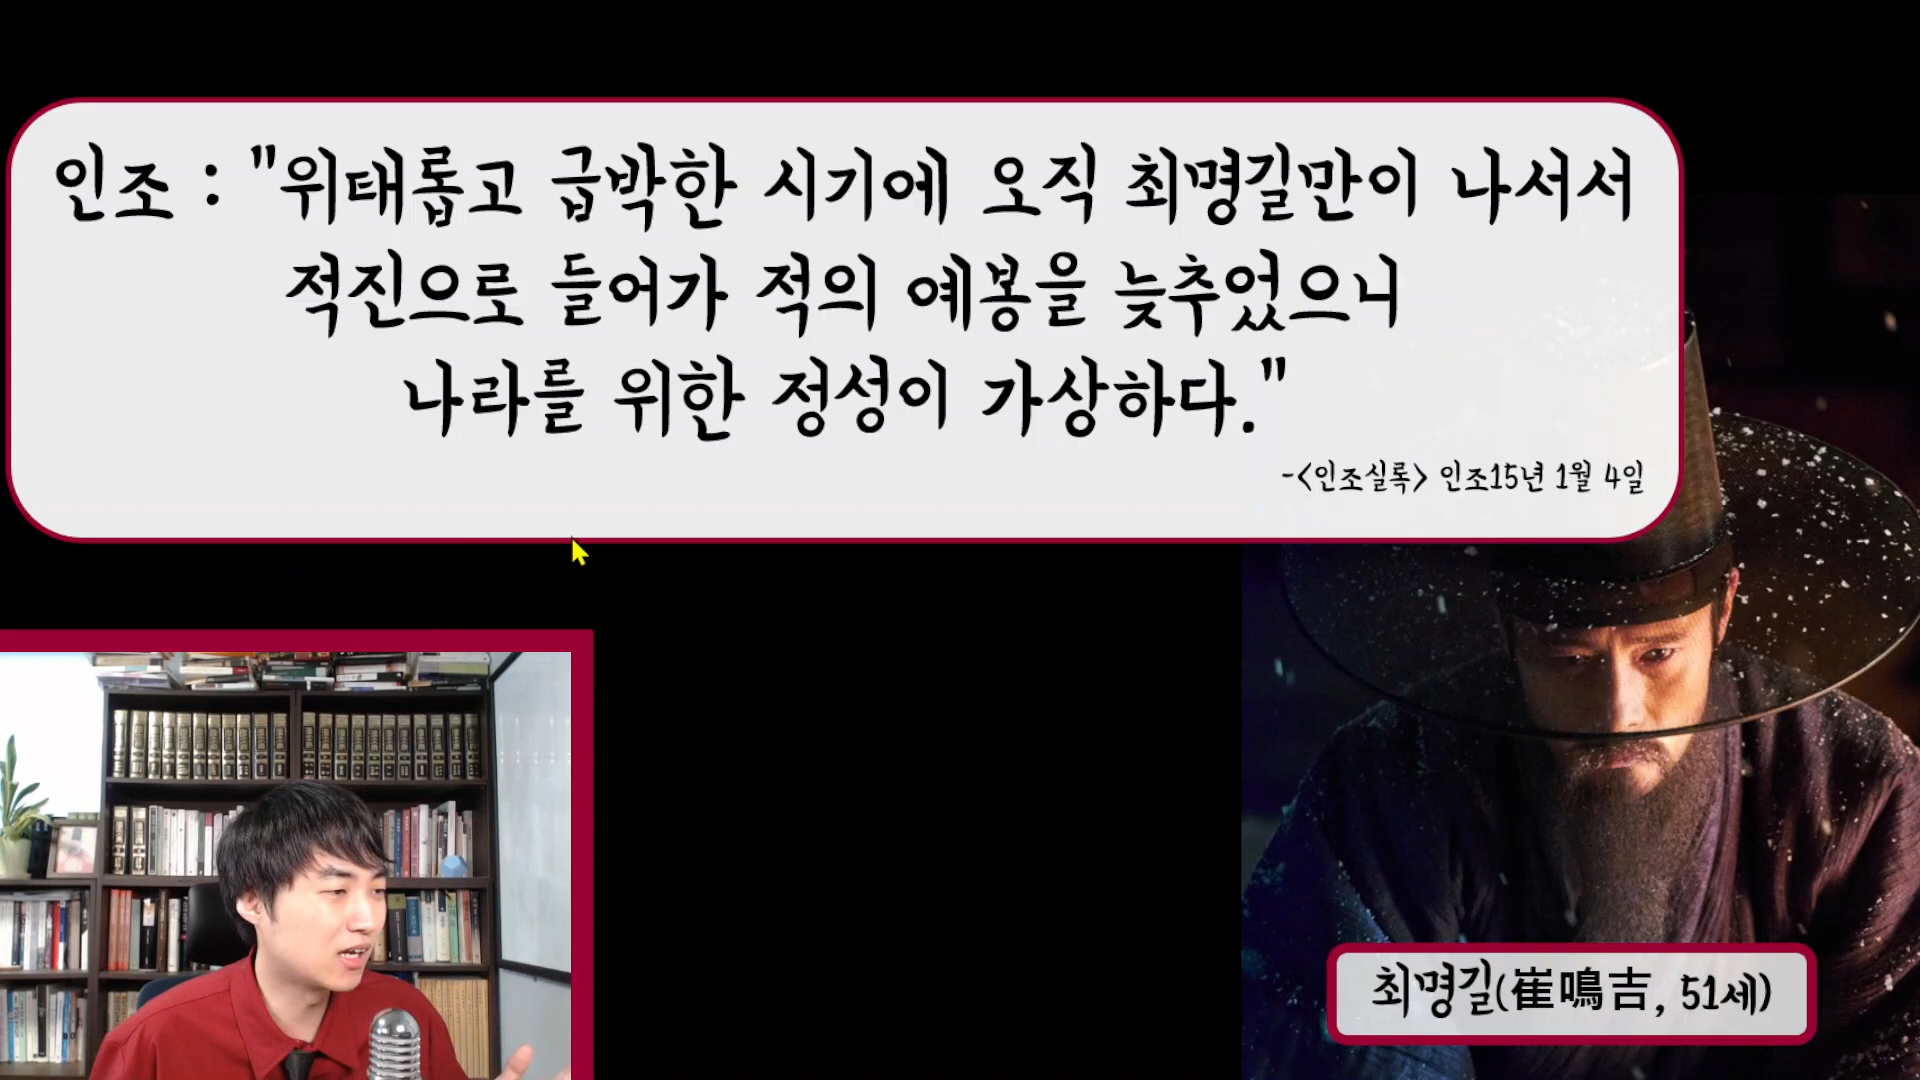 인조 : "위태롭고 급박한 시기에 오직 최명길만이 나서서
적진으로 들어가 적의 예봉을 늦추었으니
나라를 위한 정성이 가상하다."
-<인조실록> 인조15년 1월 4일
최명길(崔鳴吉, 51세)